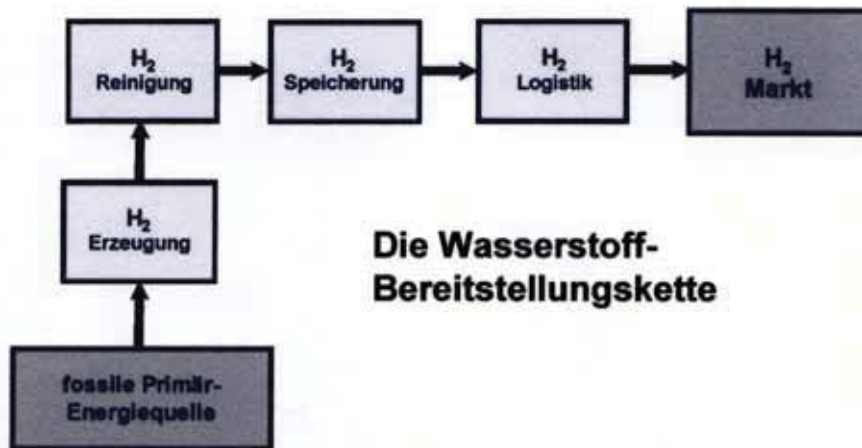 H₂
Reinigung
H₂
Speicherung
H₂
Logistik
H₂
Markt
H₂
Erzeugung
Die Wasserstoff-
Bereitstellungskette
fossile Primär-
Energiequelle